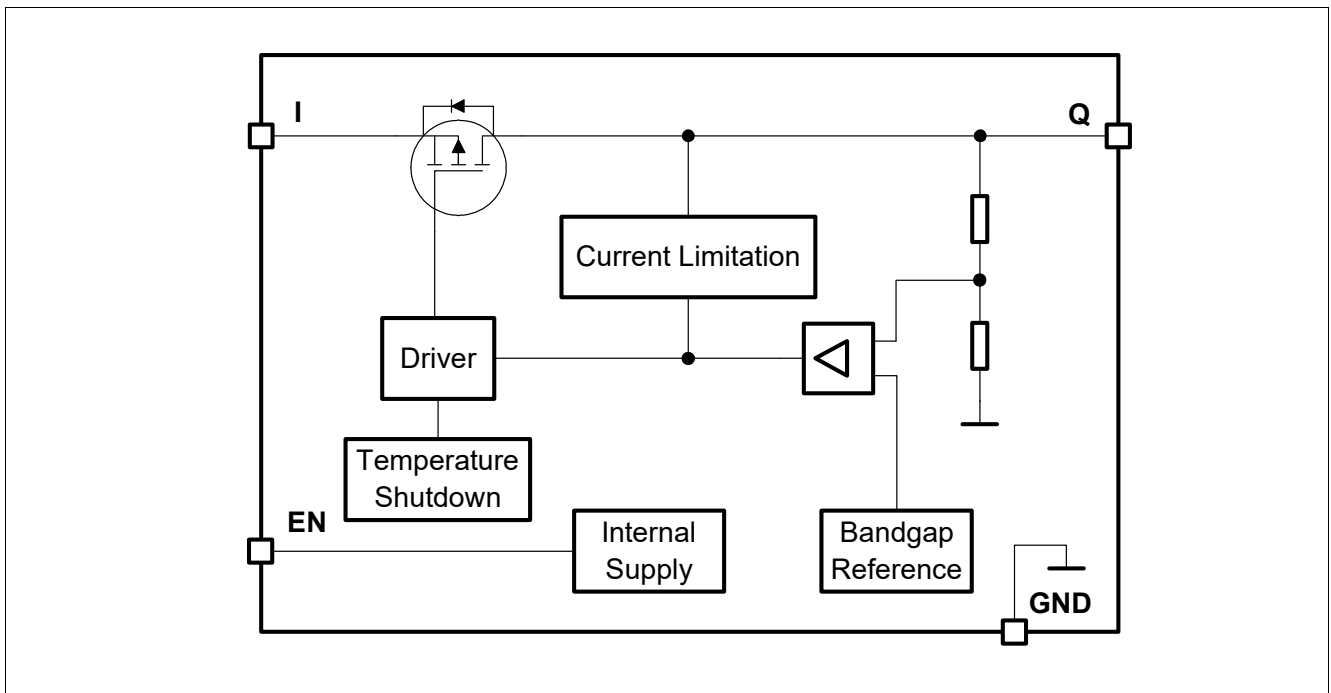 I
Q
Current Limitation
Driver
Temperature
Shutdown
EN
Internal
Supply
Bandgap
Reference
GND